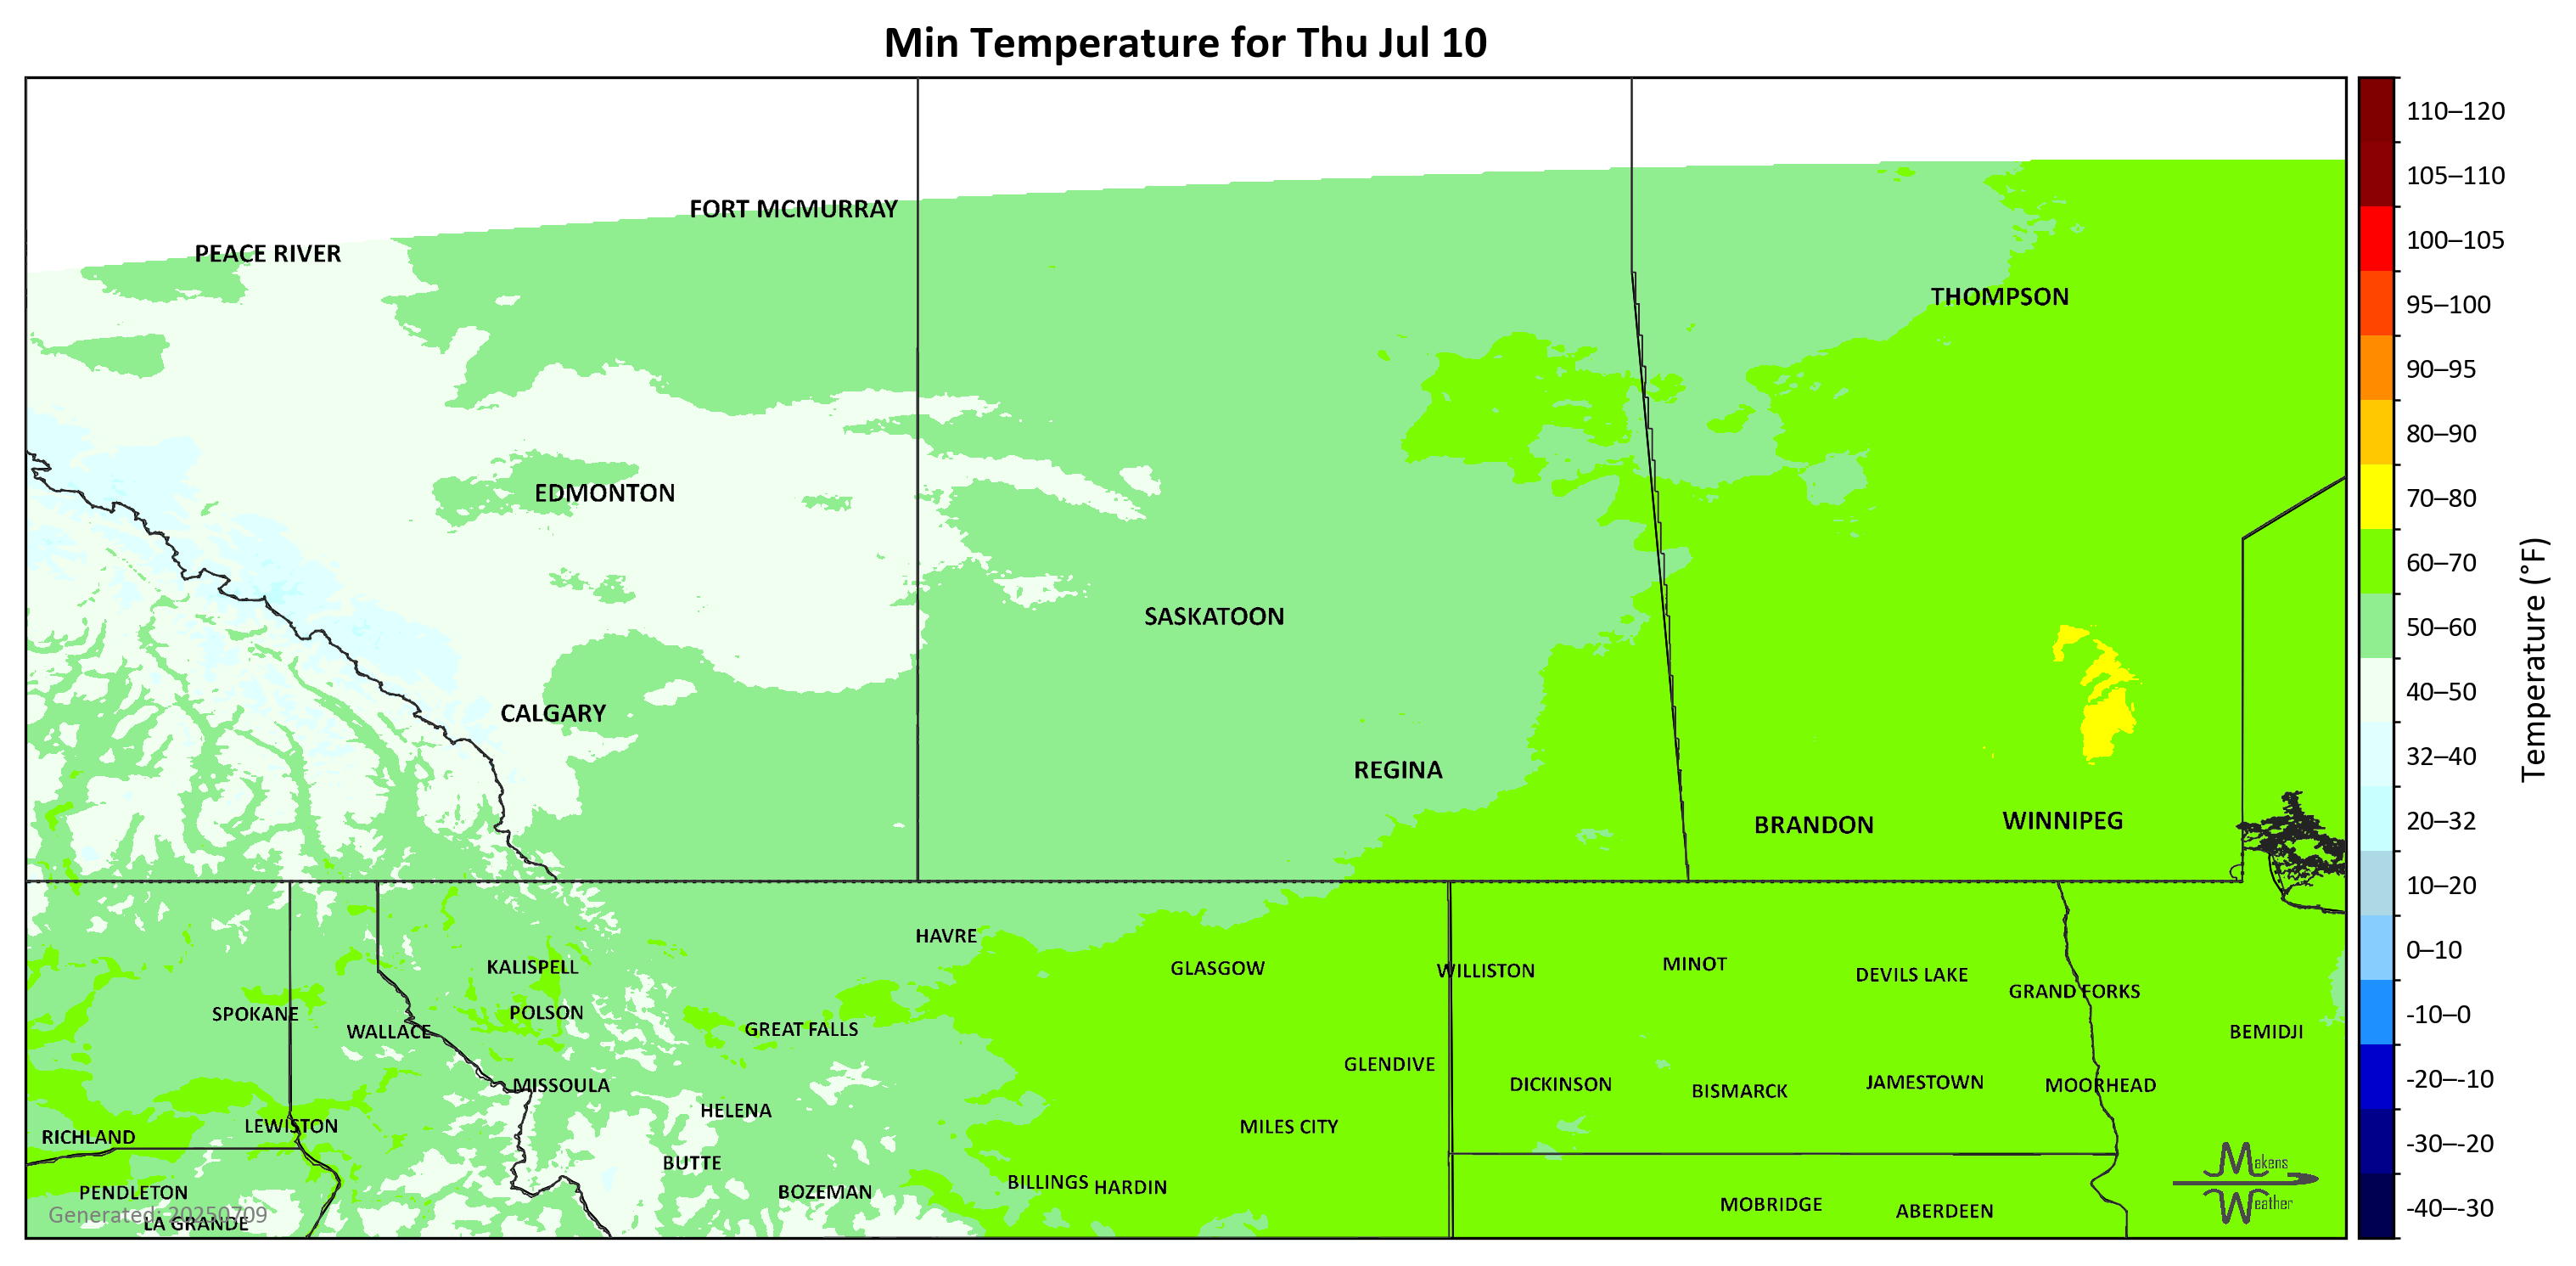 Min Temperature for Thu Jul 10
110–120
105–110
100–105
95–100
90–95
80–90
70–80
60–70
50–60
40–50
32–40
20–32
10–20
0–10
-10–0
-20–-10
-30–-20
-40–-30
Temperature (°F)
FORT MCMURRAY
PEACE RIVER
THOMPSON
EDMONTON
SASKATOON
CALGARY
REGINA
BRANDON
WINNIPEG
HAVRE
KALISPELL
GLASGOW
WILLISTON
MINOT
DEVILS LAKE
GRAND FORKS
SPOKANE
POLSON
WALLACE
GREAT FALLS
BEMIDJI
GLENDIVE
MISSOULA
DICKINSON
BISMARCK
JAMESTOWN
MOORHEAD
HELENA
LEWISTON
MILES CITY
RICHLAND
BUTTE
BILLINGS
HARDIN
PENDLETON
BOZEMAN
MOBRIDGE
ABERDEEN
LA GRANDE
Generated: 20250709
Makens
Weather